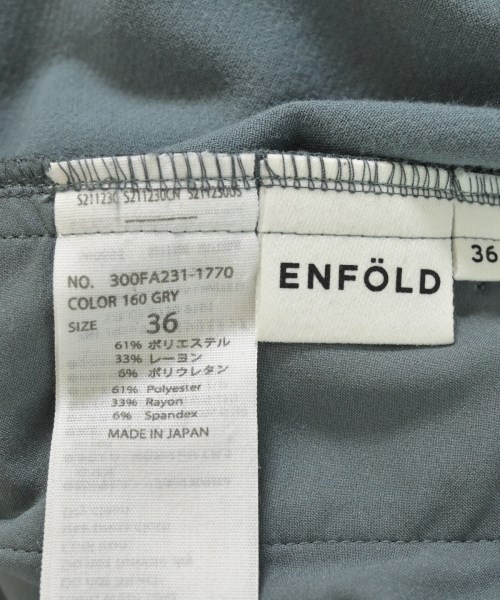 S211230 S211230CN S211230US
NO. 300FA231-1770
COLOR 160 GRY
SIZE 36
61% ポリエステル
33% レーヨン
6% ポリウレタン
61% Polyester
33% Rayon
6% Spandex
MADE IN JAPAN
ENFÖLD
36